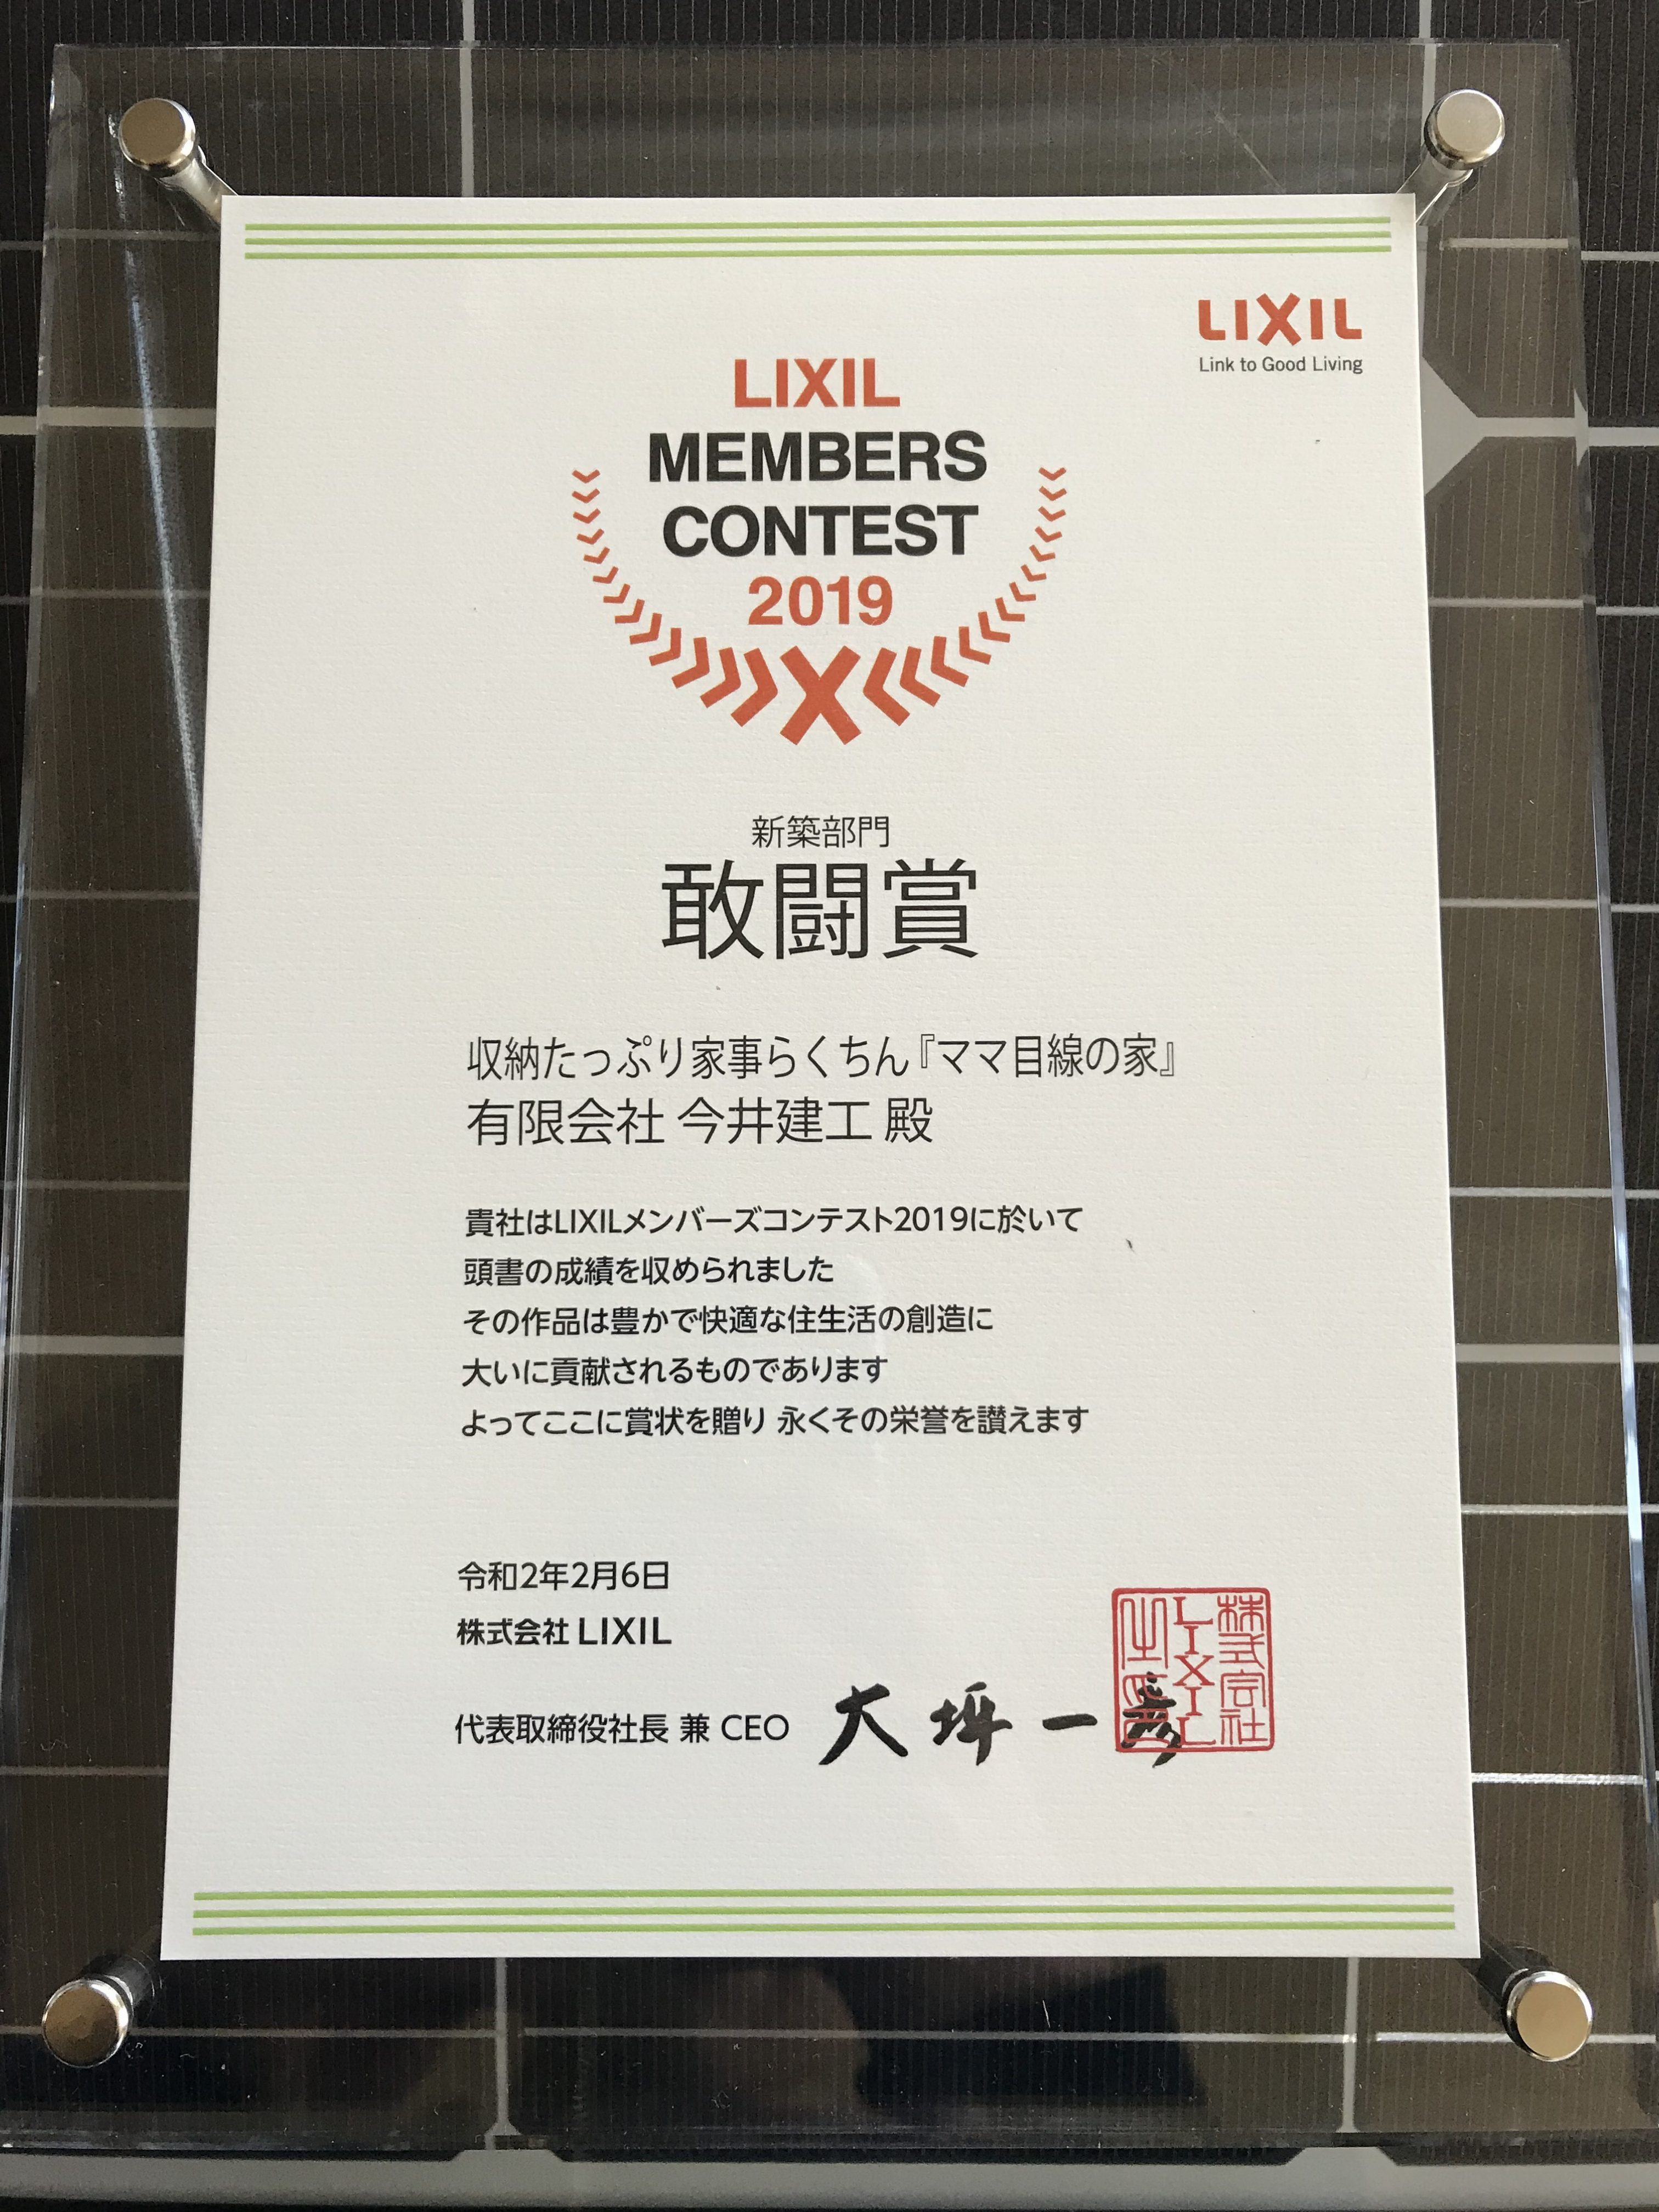 LIXIL
Link to Good Living
LIXIL
MEMBERS
CONTEST
2019
新築部門
敢闘賞
収納たっぷり家事らくちん『ママ目線の家』
有限会社 今井建工 殿
貴社はLIXILメンバーズコンテスト2019に於いて
頭書の成績を収められました
その作品は豊かで快適な住生活の創造に
大いに貢献されるものであります
よってここに賞状を贈り 永くその栄誉を讃えます
令和2年2月6日
株式会社 LIXIL
代表取締役社長 兼 CEO 大坪一彦
株式会社
LIXIL
之印